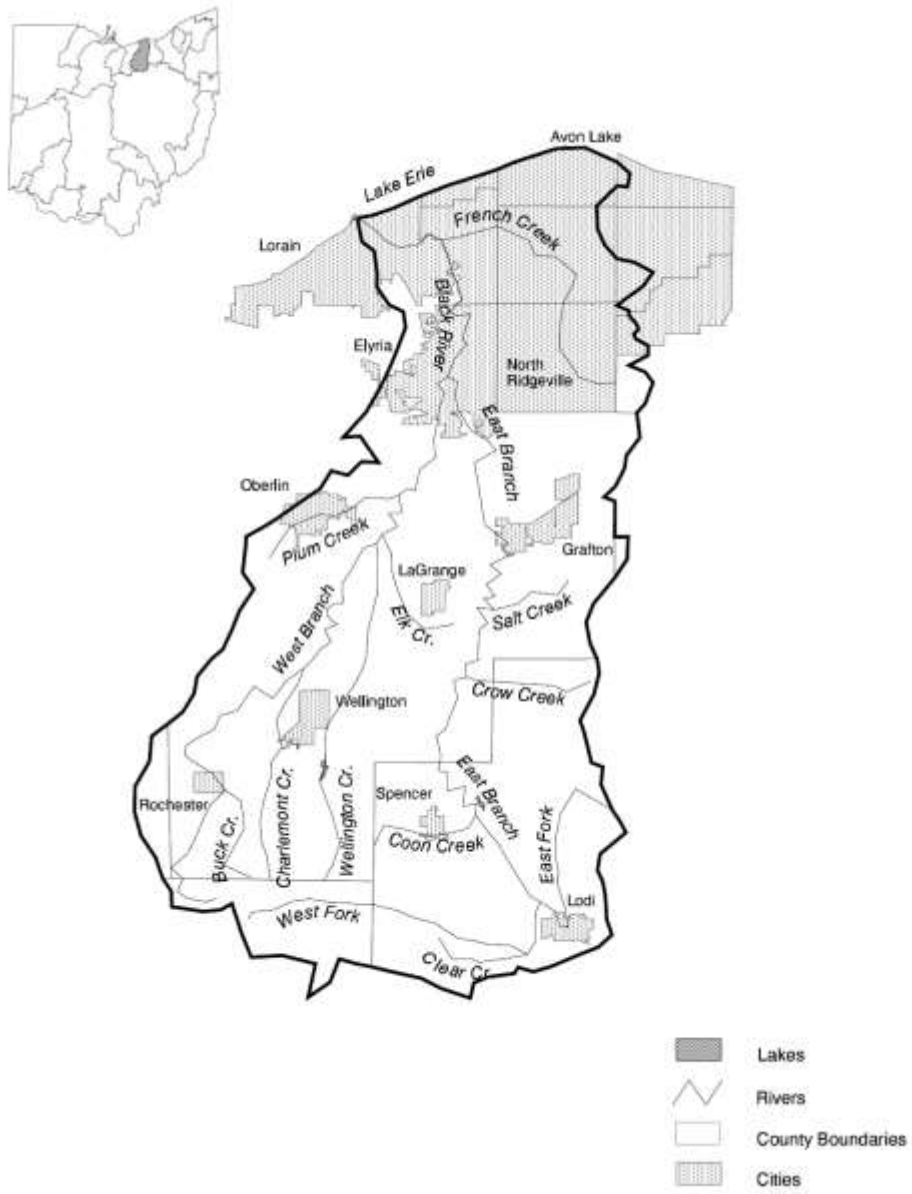 Avon Lake
Lake Erie
French Creek
Lorain
Black River
Elyria
North
Ridgeville
East Branch
Oberlin
Plum Creek
Grafton
LaGrange
Elk Cr.
Salt Creek
West Branch
Crow Creek
Wellington
East Branch
Spencer
Rochester
Buck Cr.
Charlemont Cr.
Wellington Cr.
Coon Creek
East Fork
Lodi
West Fork
Clear Cr.
Lakes
Rivers
County Boundaries
Cities